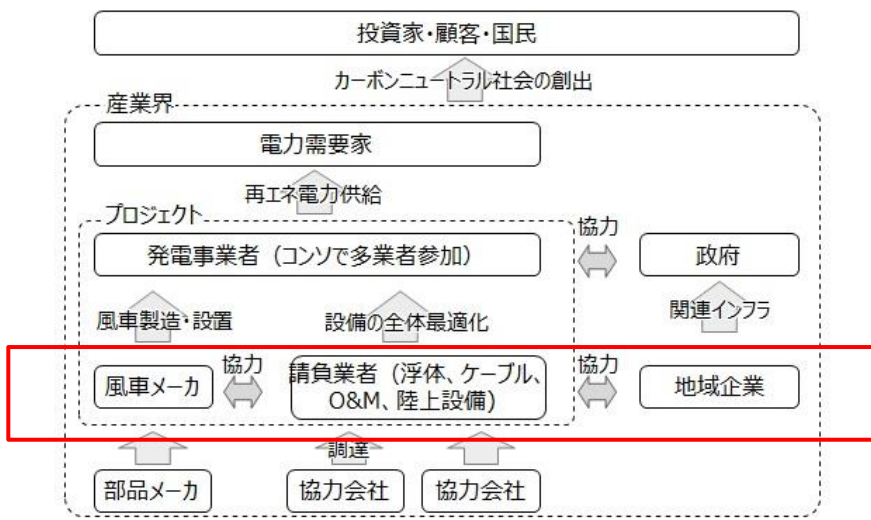 投資家・顧客・国民
カーボンニュートラル社会の創出
産業界
電力需要家
再エネ電力供給
プロジェクト
発電事業者（コンソで多業者参加）
協力
政府
風車製造・設置
設備の全体最適化
関連インフラ
風車メーカ
協力
請負業者（浮体、ケーブル、
O&M、陸上設備)
協力
地域企業
調達
部品メーカ
協力会社
協力会社